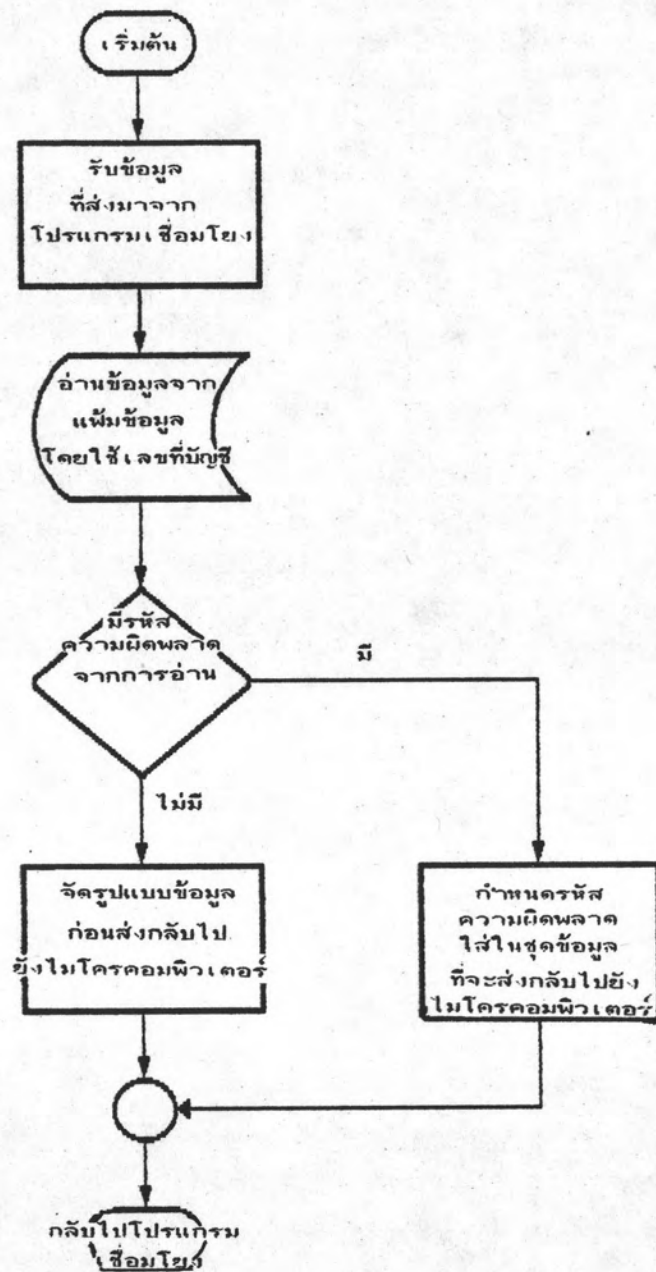 เริ่มต้น
รับข้อมูล
ที่ส่งมาจาก
โปรแกรมเชื่อมโยง
อ่านข้อมูลจาก
แฟ้มข้อมูล
โดยใช้เลขที่บัญชี
มีรหัส
ความผิดพลาด
จากการอ่าน
มี
ไม่มี
จัดรูปแบบข้อมูล
ก่อนส่งกลับไป
ยังไมโครคอมพิวเตอร์
กำหนดรหัส
ความผิดพลาด
ใส่ในชุดข้อมูล
ที่จะส่งกลับไปยัง
ไมโครคอมพิวเตอร์
กลับไปโปรแกรม
เชื่อมโยง